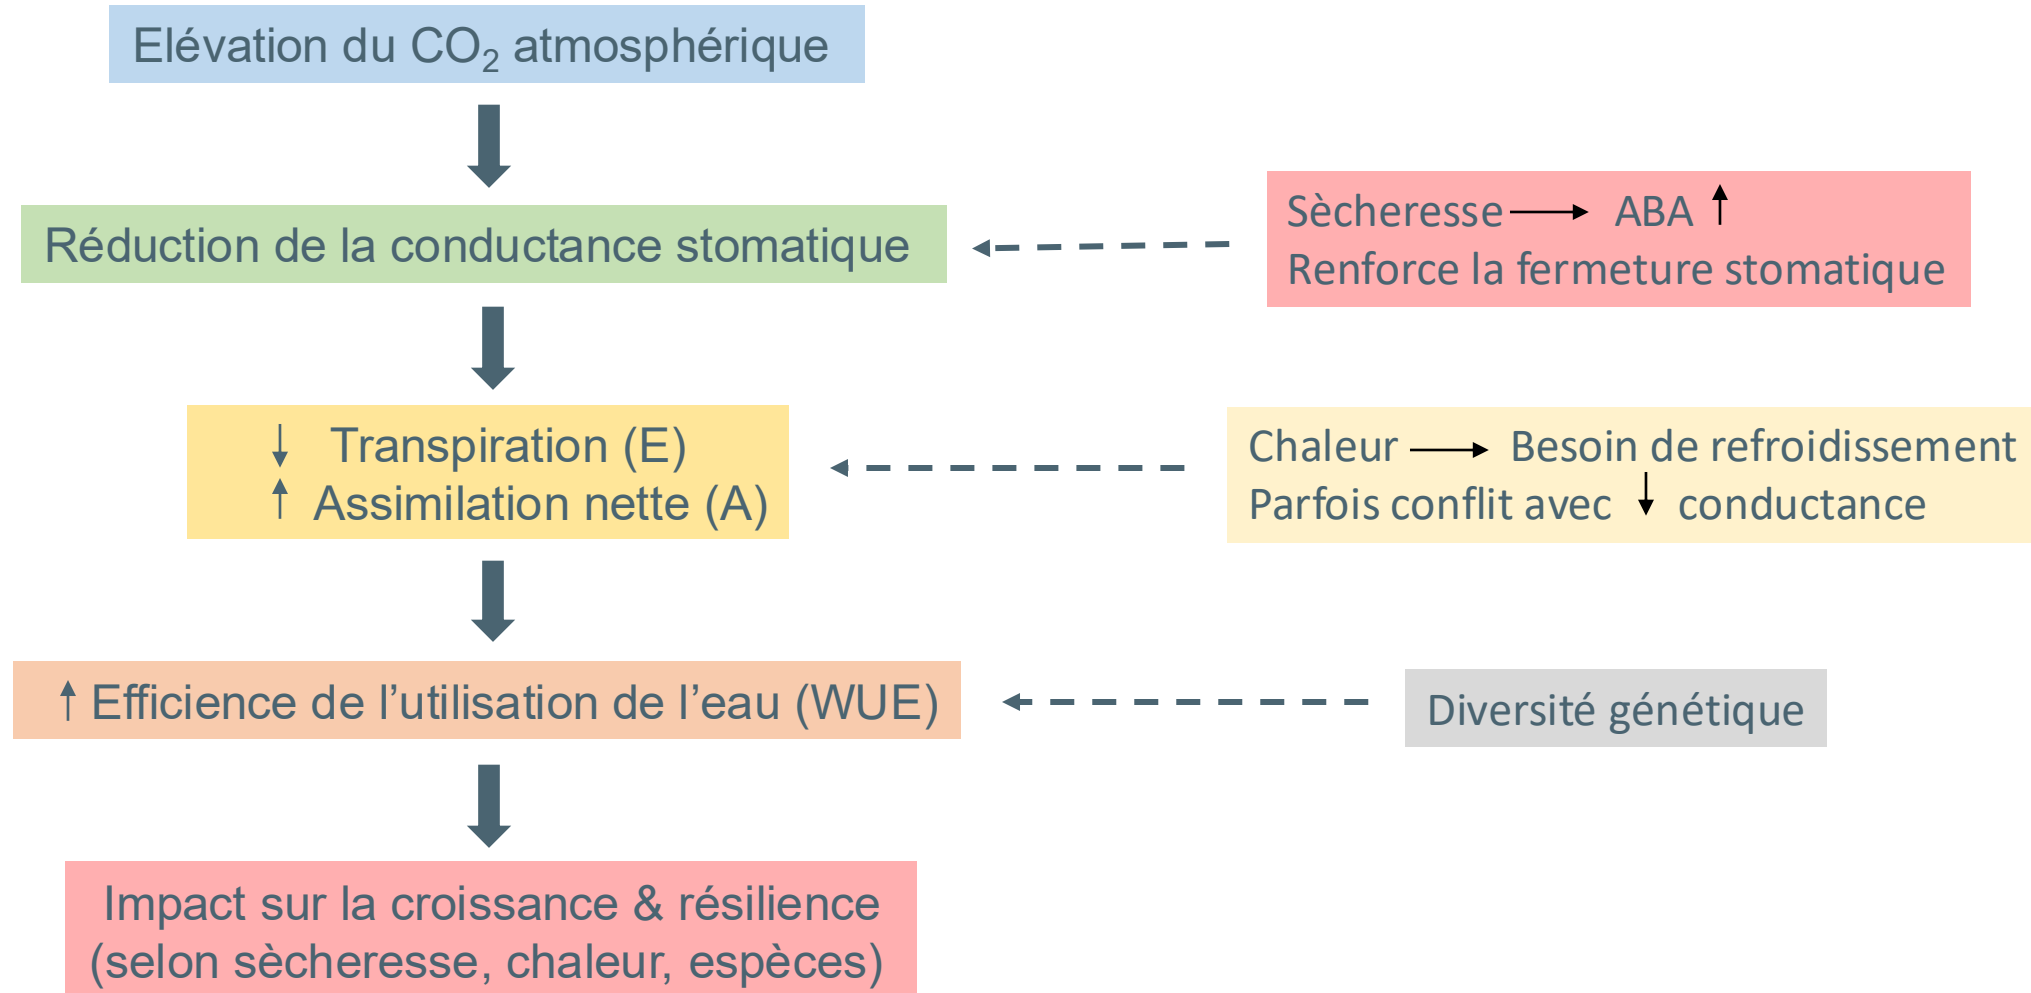 Elévation du CO₂ atmosphérique
Réduction de la conductance stomatique
Sècheresse → ABA ↑
Renforce la fermeture stomatique
↓ Transpiration (E)
↑ Assimilation nette (A)
Chaleur → Besoin de refroidissement
Parfois conflit avec ↓ conductance
↑ Efficience de l’utilisation de l’eau (WUE)
Diversité génétique
Impact sur la croissance & résilience
(selon sècheresse, chaleur, espèces)